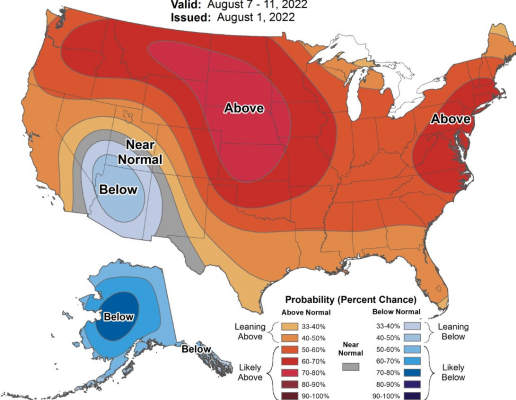 Valid: August 7 - 11, 2022
Issued: August 1, 2022
Above
Above
Near
Normal
Below
Below
Below
Probability (Percent Chance)
Above Normal
Below Normal
Leaning
Above
33-40%
33-40%
Leaning
Below
40-50%
40-50%
Likely
Above
50-60%
Near
Normal
50-60%
Likely
Below
60-70%
60-70%
70-80%
70-80%
80-90%
80-90%
90-100%
90-100%